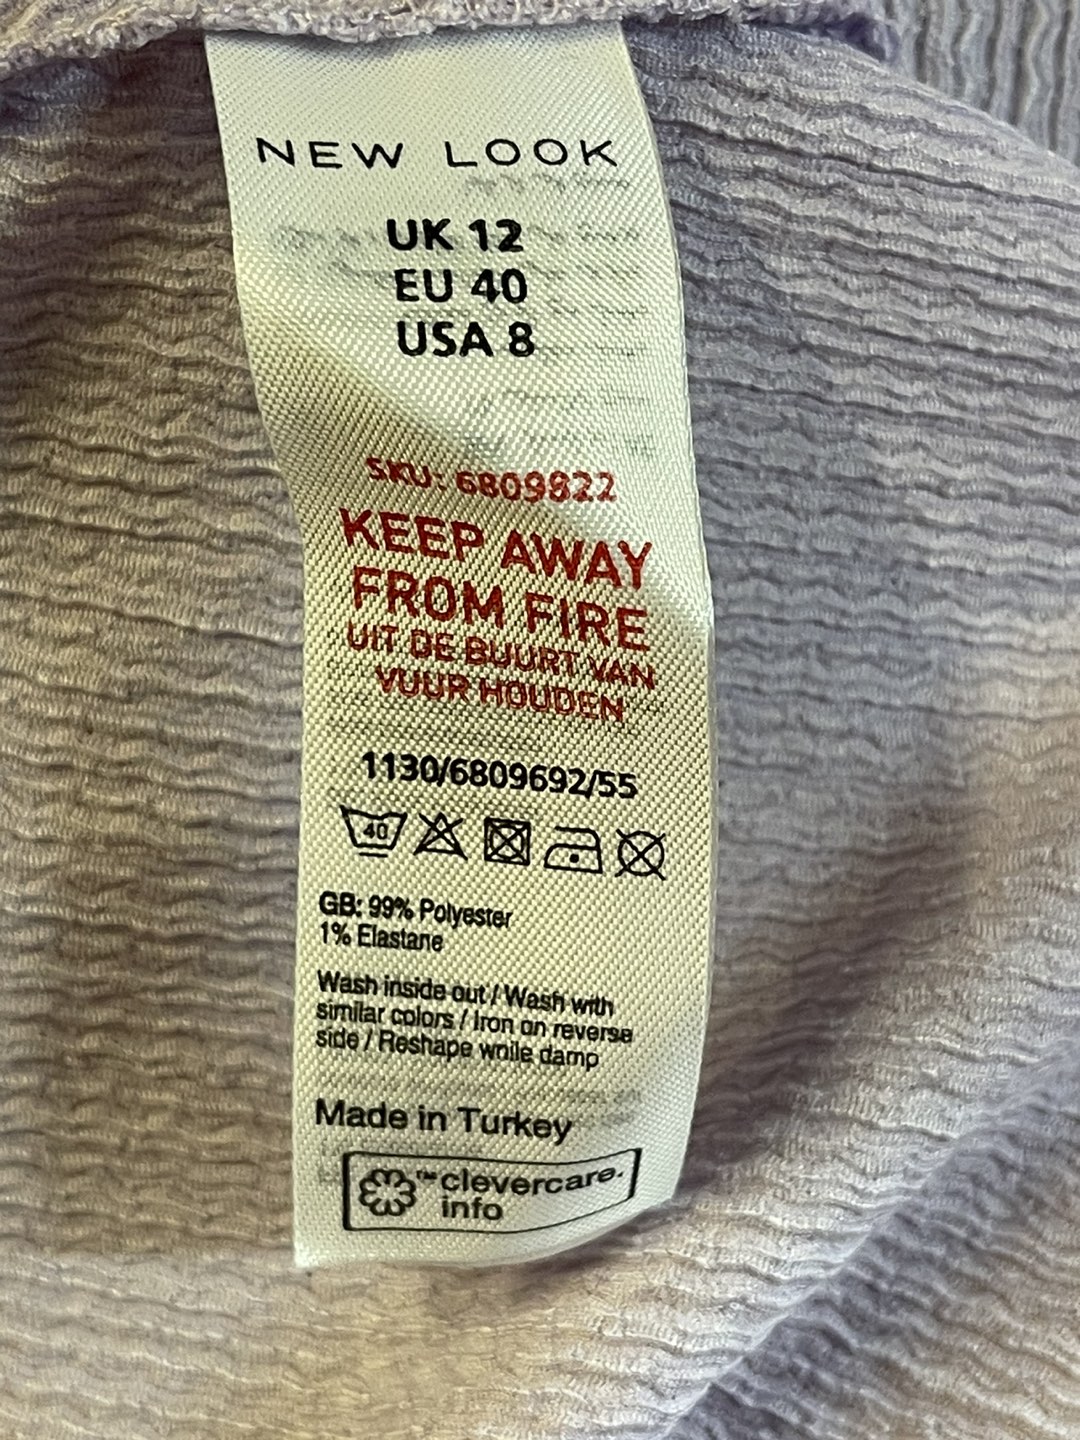 NEW LOOK
UK 12
EU 40
USA 8
SKU: 6809822
KEEP AWAY
FROM FIRE
UIT DE BUURT VAN
VUUR HOUDEN
1130/6809692/55
40
GB: 99% Polyester
1% Elastane
Wash inside out / Wash with
similar colors / Iron on reverse
side / Reshape while damp
Made in Turkey
™clevercare.
info